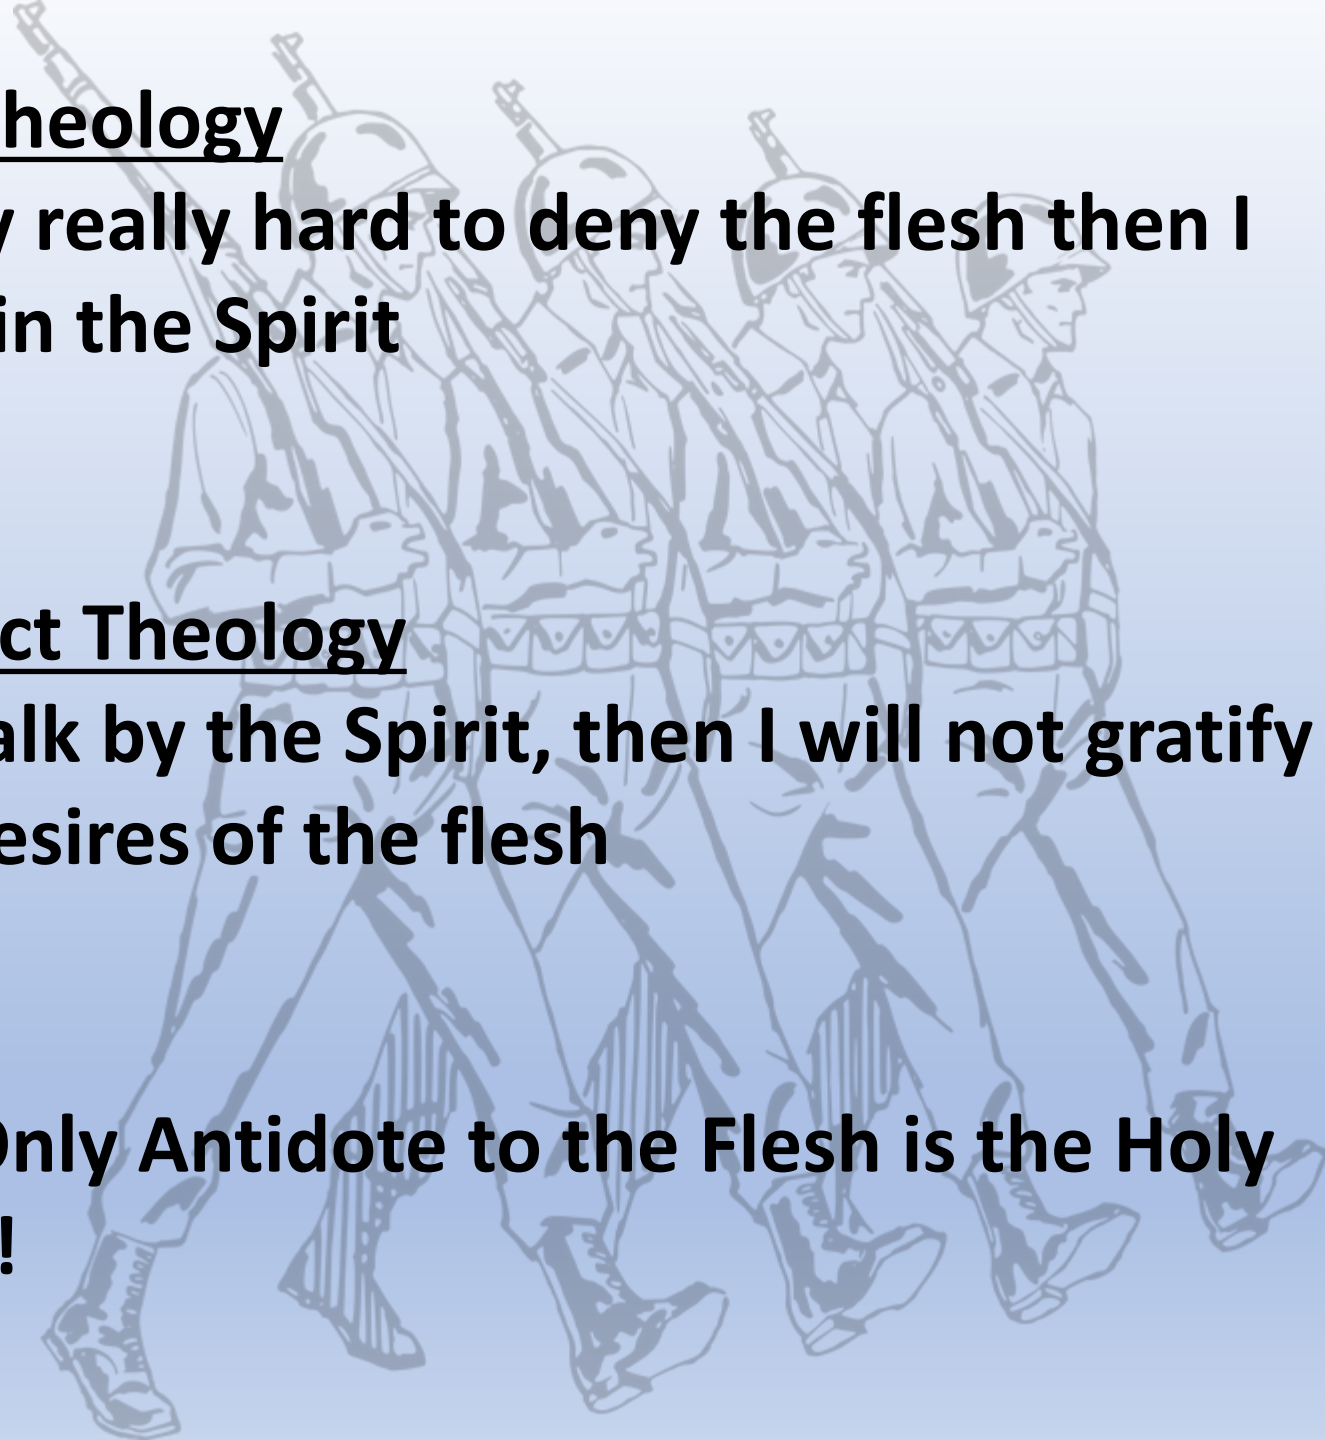 heology
y really hard to deny the flesh then I
in the Spirit
ct Theology
alk by the Spirit, then I will not gratify
esires of the flesh
Only Antidote to the Flesh is the Holy
!